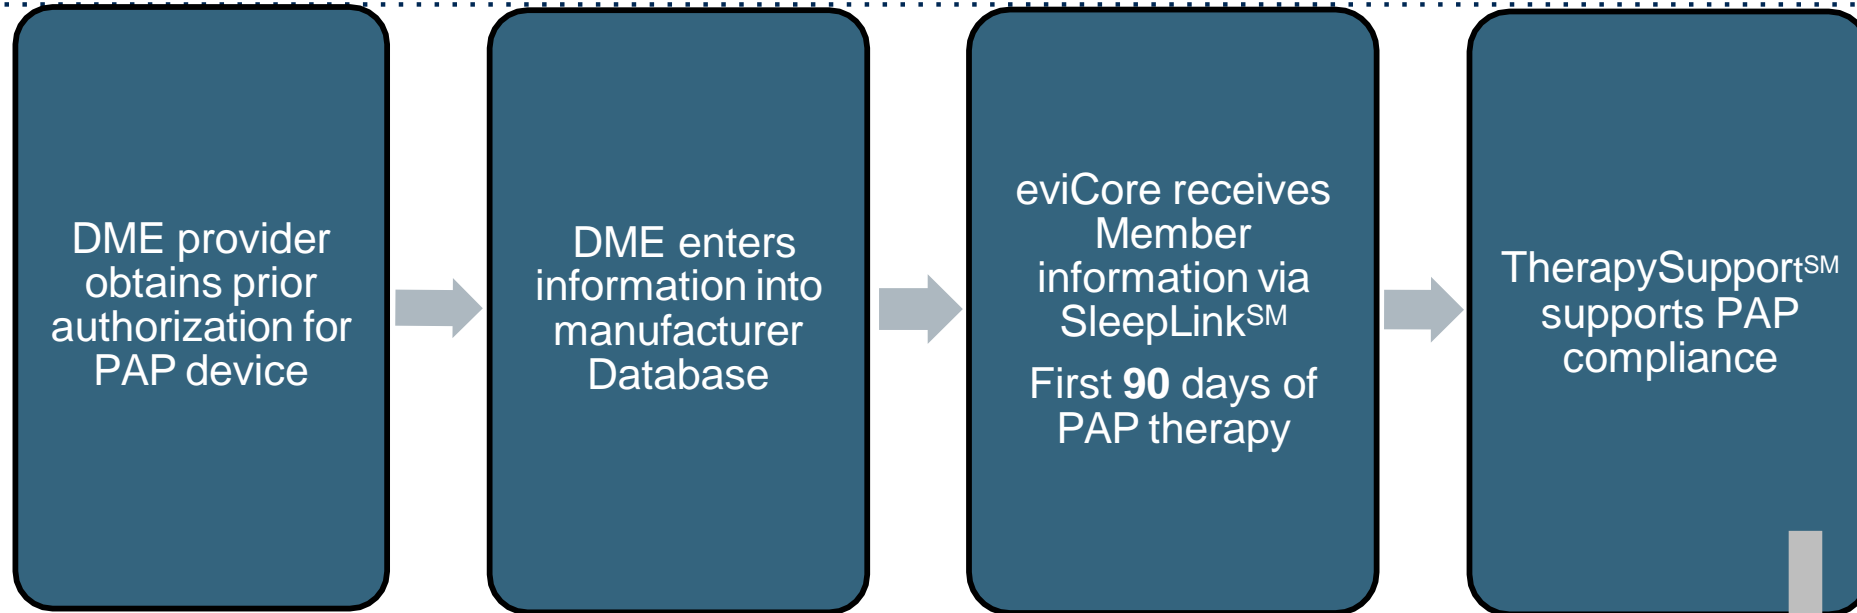 DME provider
obtains prior
authorization for
PAP device
DME enters
information into
manufacturer
Database
eviCore receives
Member
information via
SleepLink℠
First 90 days of
PAP therapy
TherapySupport℠
supports PAP
compliance